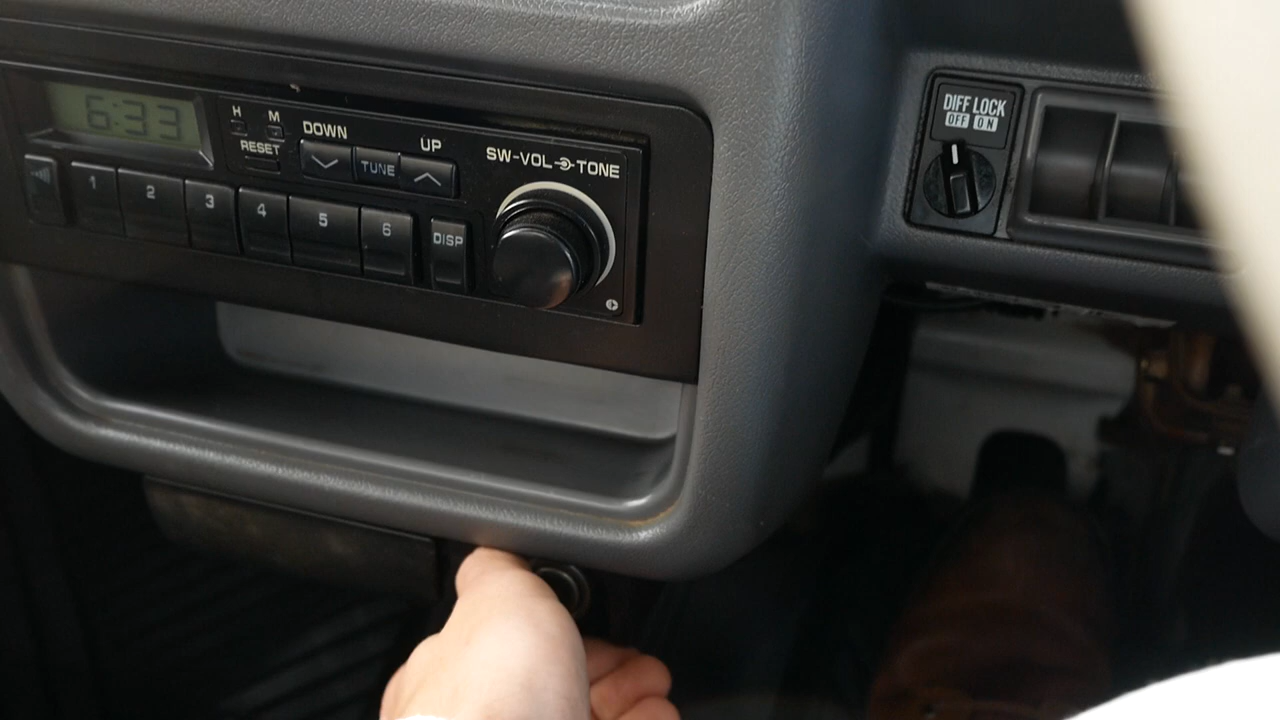 6:33
H M
RESET
DOWN
UP
TUNE
1 2 3 4 5 6
DISP
SW-VOL TONE
DIFF LOCK
OFF ON